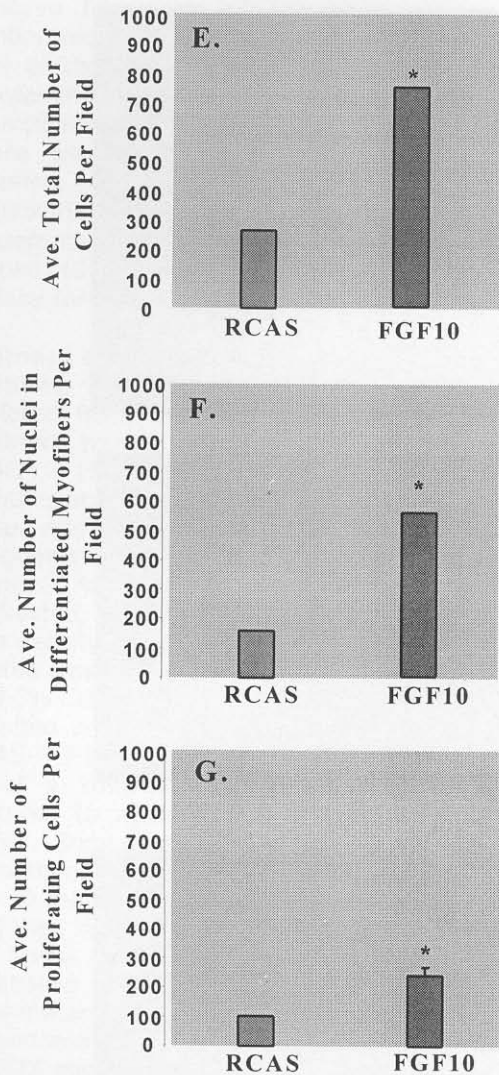 Ave. Total Number of
Cells Per Field
1000
900
800
700
600
500
400
300
200
100
0
E.
*
RCAS FGF10
Ave. Number of Nuclei in
Differentiated Myofibers Per
Field
1000
900
800
700
600
500
400
300
200
100
0
F.
*
RCAS FGF10
Ave. Number of
Proliferating Cells Per
Field
1000
900
800
700
600
500
400
300
200
100
0
G.
*
RCAS FGF10